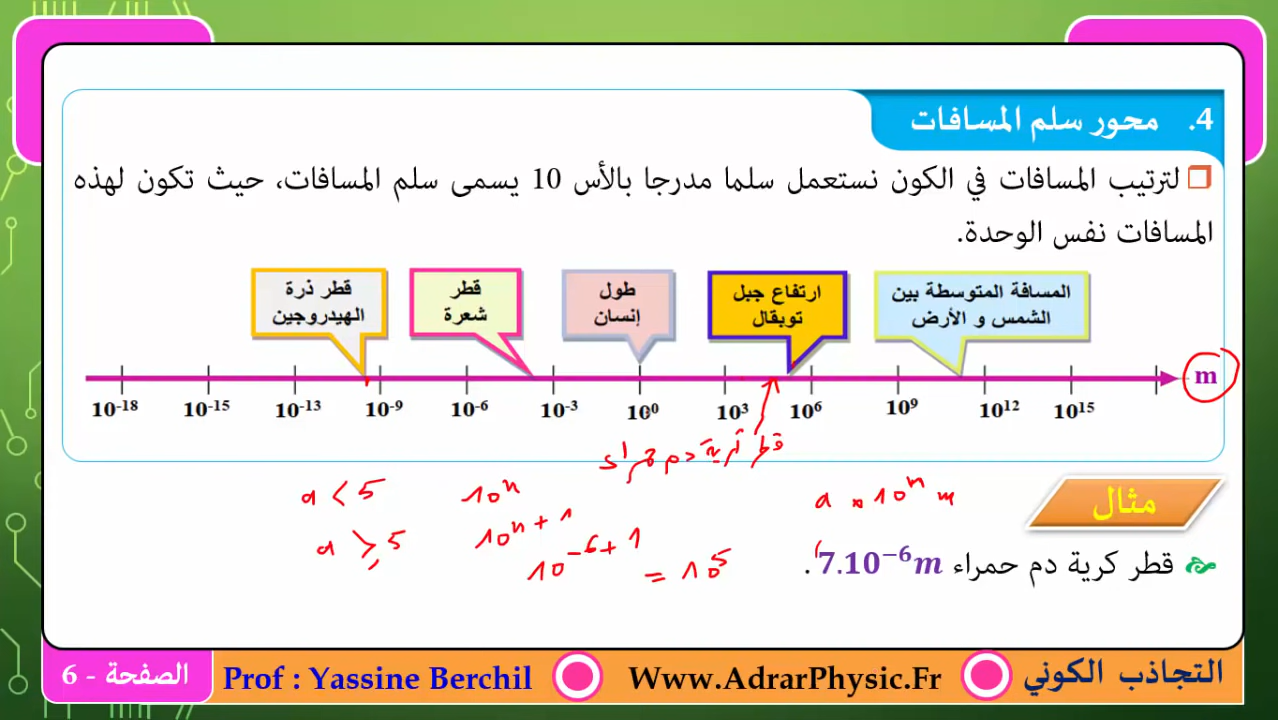 4. محور سلم المسافات
لترتيب المسافات في الكون نستعمل سلما مدرجا بالأس 10 يسمى سلم المسافات، حيث تكون لهذه
المسافات نفس الوحدة.
قطر ذرة
الهيدروجين
قطر
شعرة
طول
إنسان
ارتفاع جبل
توبقال
المسافة المتوسطة بين
الشمس و الأرض
m
10⁻¹⁸ 10⁻¹⁵ 10⁻¹³ 10⁻⁹ 10⁻⁶ 10⁻³ 10⁰ 10³ 10⁶ 10⁹ 10¹² 10¹⁵
قطر كرية دم حمراء
a < 5 10ⁿ
a × 10ⁿ m
a ≥ 5 10ⁿ⁺¹
10⁻⁶⁺¹ = 10⁵
مثال
قطر كرية دم حمراء 7.10⁻⁶m.
التجاذب الكوني
Www.AdrarPhysic.Fr
Prof : Yassine Berchil
الصفحة - 6